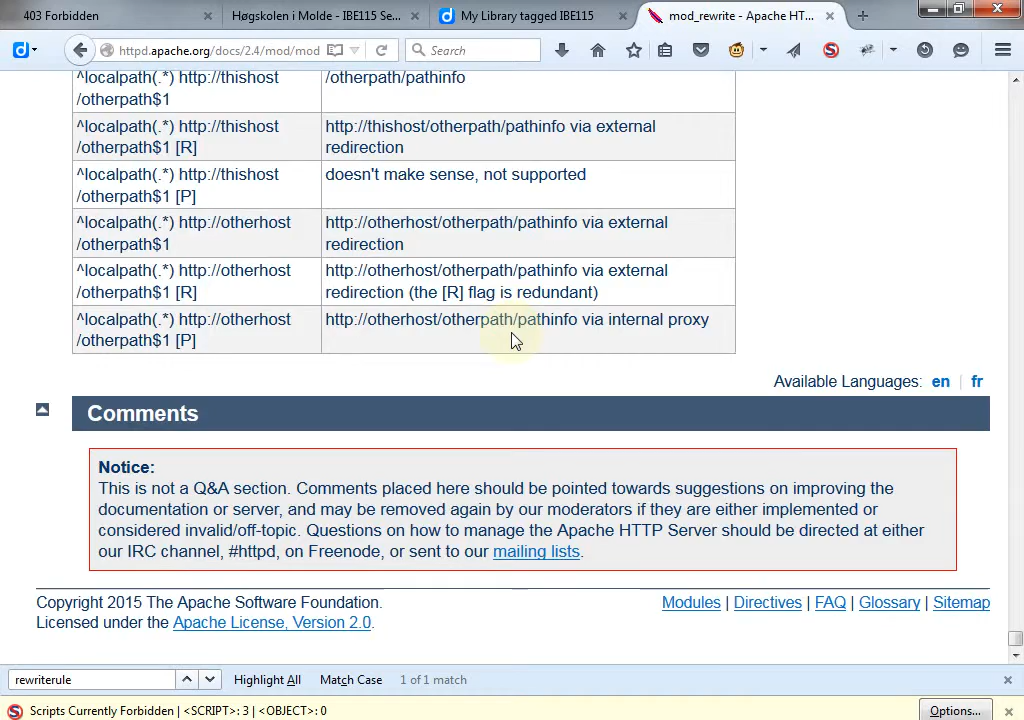 403 Forbidden
Høgskolen i Molde - IBE115 Se...
My Library tagged IBE115
mod_rewrite - Apache HT...
httpd.apache.org/docs/2.4/mod/mod
Search
^localpath(.*) http://thishost
/otherpath$1
/otherpath/pathinfo
^localpath(.*) http://thishost
/otherpath$1 [R]
http://thishost/otherpath/pathinfo via external
redirection
^localpath(.*) http://thishost
/otherpath$1 [P]
doesn't make sense, not supported
^localpath(.*) http://otherhost
/otherpath$1
http://otherhost/otherpath/pathinfo via external
redirection
^localpath(.*) http://otherhost
/otherpath$1 [R]
http://otherhost/otherpath/pathinfo via external
redirection (the [R] flag is redundant)
^localpath(.*) http://otherhost
/otherpath$1 [P]
http://otherhost/otherpath/pathinfo via internal proxy
Available Languages: en | fr
Comments
Notice:
This is not a Q&A section. Comments placed here should be pointed towards suggestions on improving the
documentation or server, and may be removed again by our moderators if they are either implemented or
considered invalid/off-topic. Questions on how to manage the Apache HTTP Server should be directed at either
our IRC channel, #httpd, on Freenode, or sent to our mailing lists.
Copyright 2015 The Apache Software Foundation.
Licensed under the Apache License, Version 2.0.
Modules | Directives | FAQ | Glossary | Sitemap
rewriterule
Highlight All
Match Case
1 of 1 match
Scripts Currently Forbidden | <SCRIPT>: 3 | <OBJECT>: 0
Options...